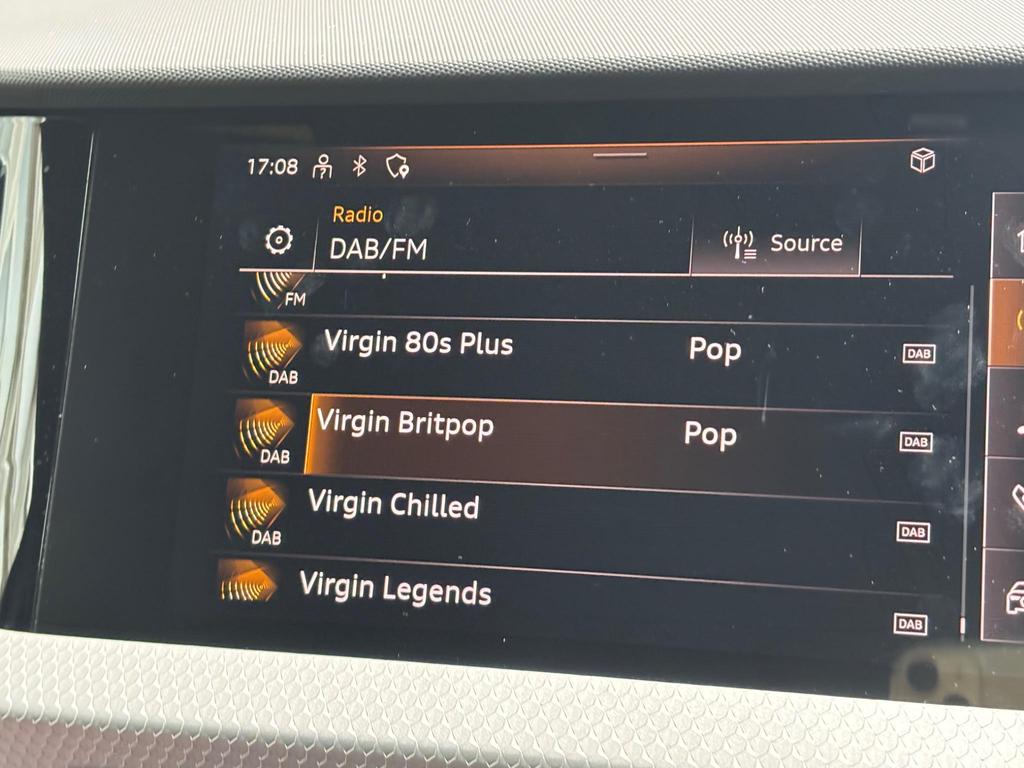 17:08
Radio
DAB/FM
Source
FM
Virgin 80s Plus
Pop
DAB
DAB
Virgin Britpop
Pop
DAB
DAB
Virgin Chilled
DAB
DAB
Virgin Legends
DAB